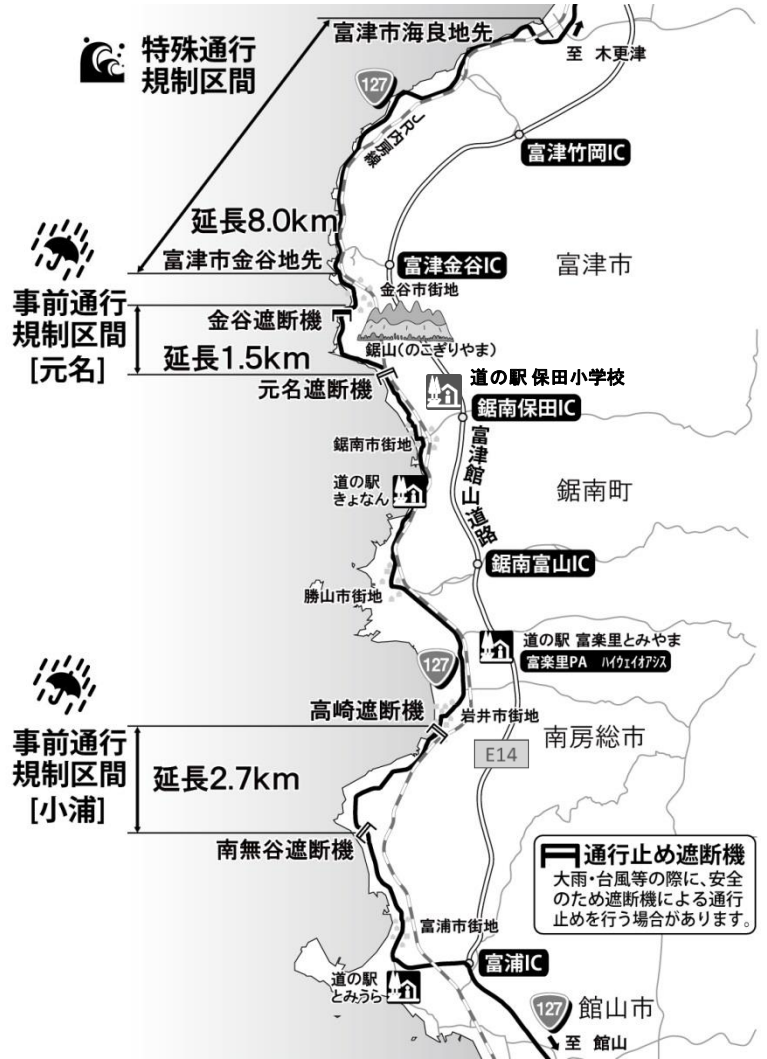 富津市海良地先
至 木更津
特殊通行
規制区間
127
JR内房線
富津竹岡IC
延長8.0km
富津市金谷地先
富津金谷IC
富津市
金谷市街地
事前通行
規制区間
[元名]
金谷遮断機
延長1.5km
鋸山(のこぎりやま)
元名遮断機
道の駅 保田小学校
鋸南保田IC
鋸南市街地
富津館山道路
道の駅
きょなん
鋸南町
鋸南富山IC
勝山市街地
道の駅 富楽里とみやま
富楽里PA ハイウェイオアシス
127
高崎遮断機
岩井市街地
南房総市
E14
事前通行
規制区間
[小浦]
延長2.7km
南無谷遮断機
通行止め遮断機
大雨・台風等の際に、安全
のため遮断機による通行
止めを行う場合があります。
富浦市街地
富浦IC
道の駅
とみうら
127
館山市
至 館山